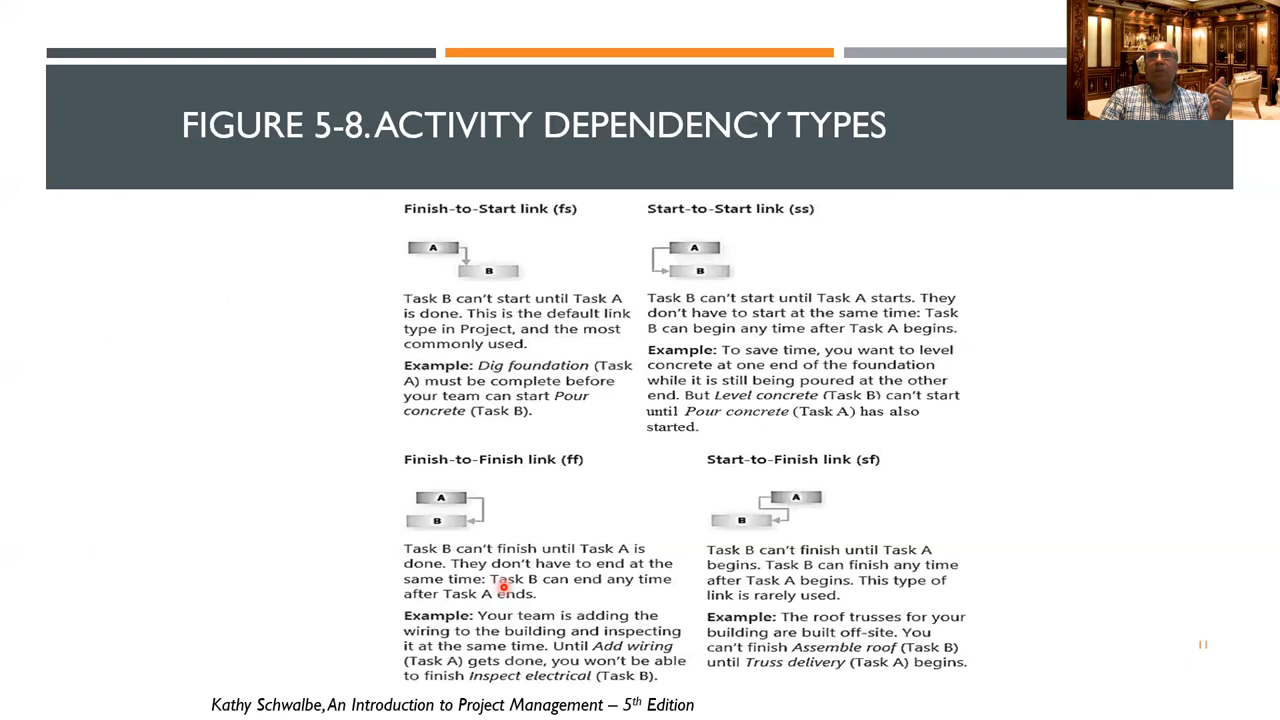 FIGURE 5-8. ACTIVITY DEPENDENCY TYPES
Finish-to-Start link (fs)
A
B
Task B can't start until Task A
is done. This is the default link
type in Project, and the most
commonly used.
Example: Dig foundation (Task
A) must be complete before
your team can start Pour
concrete (Task B).
Start-to-Start link (ss)
A
B
Task B can't start until Task A starts. They
don't have to start at the same time: Task
B can begin any time after Task A begins.
Example: To save time, you want to level
concrete at one end of the foundation
while it is still being poured at the other
end. But Level concrete (Task B) can't start
until Pour concrete (Task A) has also
started.
Finish-to-Finish link (ff)
A
B
Task B can't finish until Task A is
done. They don't have to end at the
same time: Task B can end any time
after Task A ends.
Example: Your team is adding the
wiring to the building and inspecting
it at the same time. Until Add wiring
(Task A) gets done, you won't be able
to finish Inspect electrical (Task B).
Start-to-Finish link (sf)
A
B
Task B can't finish until Task A
begins. Task B can finish any time
after Task A begins. This type of
link is rarely used.
Example: The roof trusses for your
building are built off-site. You
can't finish Assemble roof (Task B)
until Truss delivery (Task A) begins.
11
Kathy Schwalbe, An Introduction to Project Management – 5th Edition